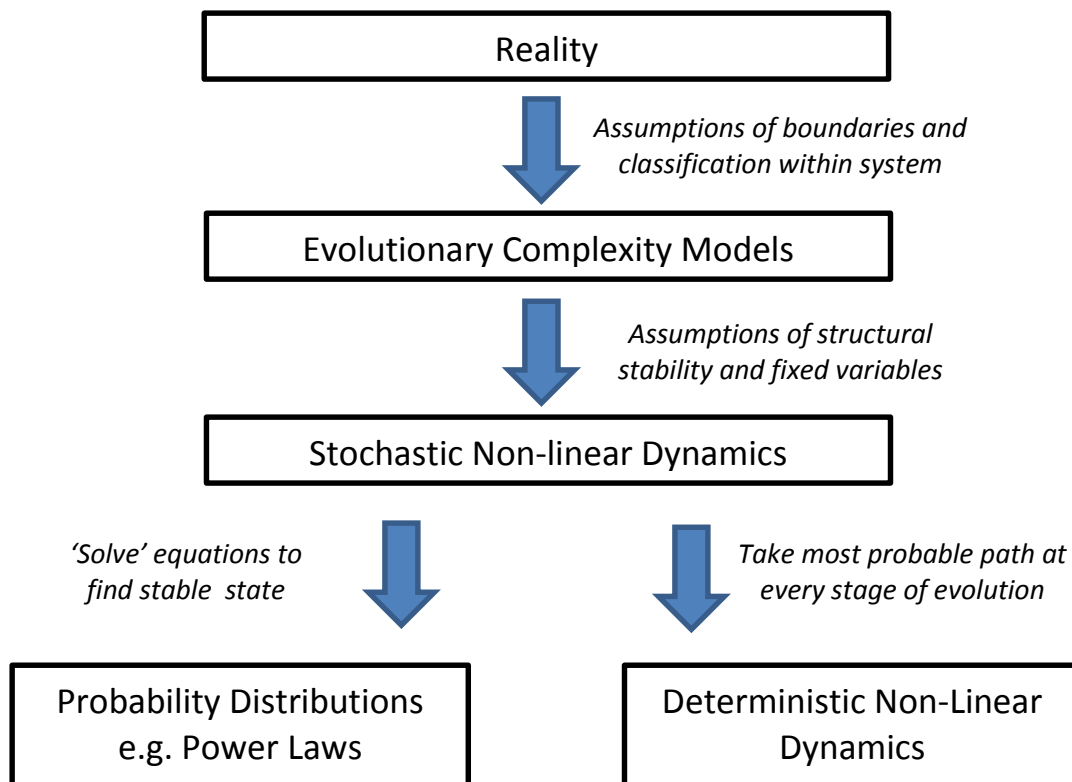 Reality
Assumptions of boundaries and
classification within system
Evolutionary Complexity Models
Assumptions of structural
stability and fixed variables
Stochastic Non-linear Dynamics
‘Solve’ equations to
find stable  state
Take most probable path at
every stage of evolution
Probability Distributions
e.g. Power Laws
Deterministic Non-Linear
Dynamics